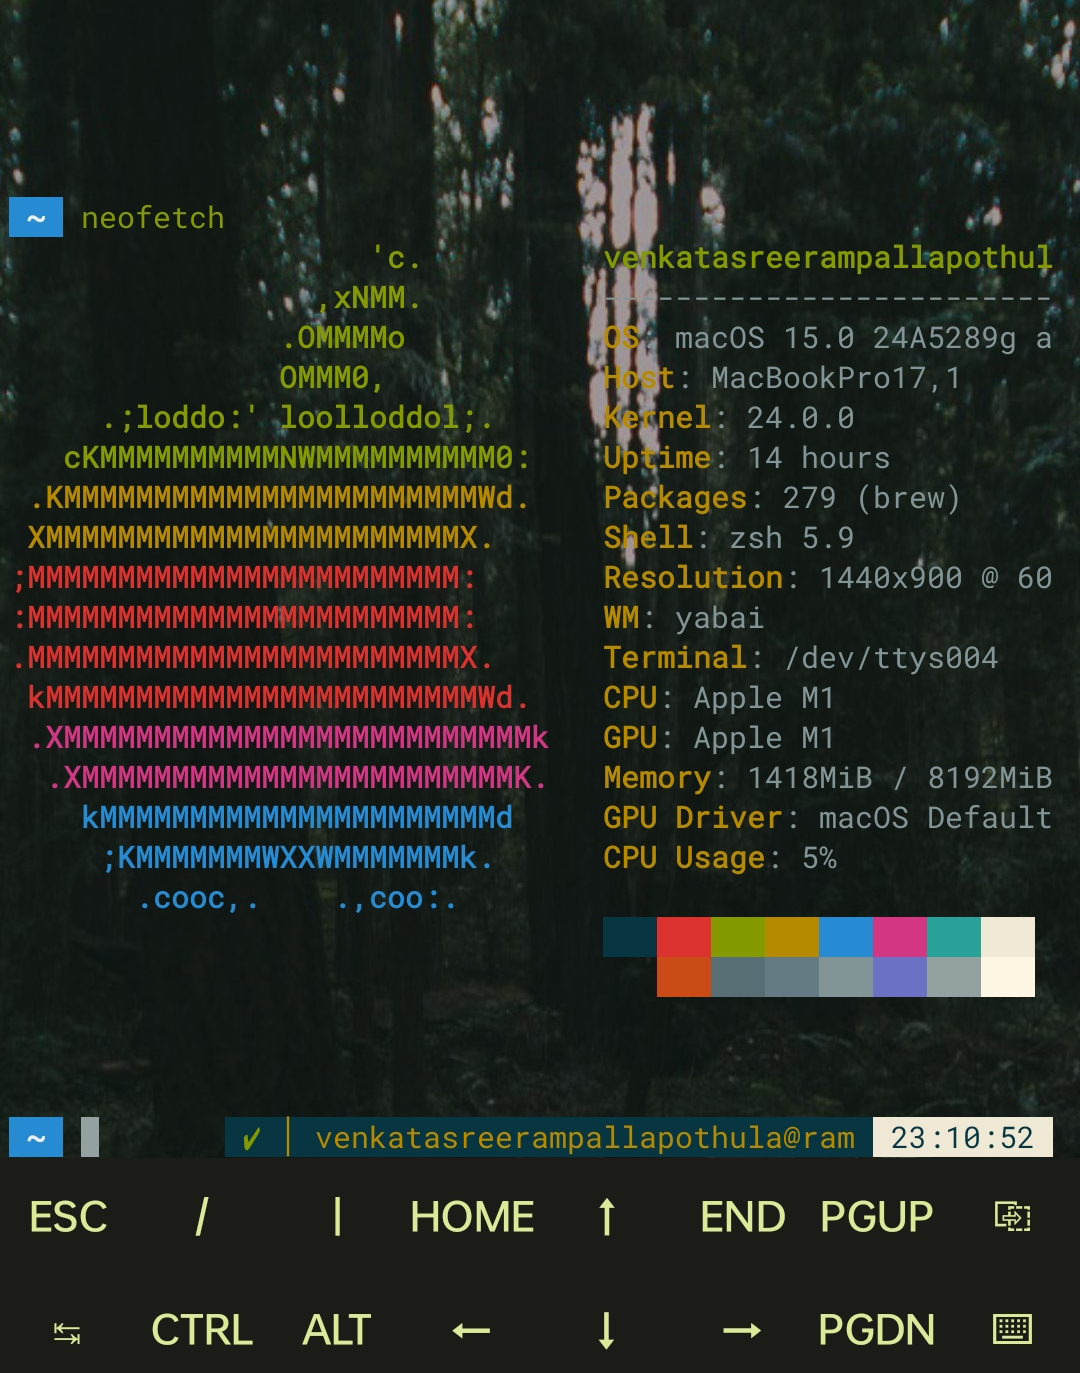 ~ neofetch
'c.
,xNMM.
.OMMMMo
OMMM0,
.;loddo:' loolloddol;.
cKMMMMMMMMMMNWMMMMMMMMMM0:
.KMMMMMMMMMMMMMMMMMMMMMMMWd.
XMMMMMMMMMMMMMMMMMMMMMMMX.
;MMMMMMMMMMMMMMMMMMMMMMMM:
:MMMMMMMMMMMMMMMMMMMMMMMM:
.MMMMMMMMMMMMMMMMMMMMMMMMX.
kMMMMMMMMMMMMMMMMMMMMMMMMWd.
.XMMMMMMMMMMMMMMMMMMMMMMMMMMk
.XMMMMMMMMMMMMMMMMMMMMMMMMK.
kMMMMMMMMMMMMMMMMMMMMMMd
;KMMMMMMMWXXWMMMMMMMk.
.cooc,.    .,coo:.
venkatasreerampallapothul
-------------------------
OS: macOS 15.0 24A5289g a
Host: MacBookPro17,1
Kernel: 24.0.0
Uptime: 14 hours
Packages: 279 (brew)
Shell: zsh 5.9
Resolution: 1440x900 @ 60
WM: yabai
Terminal: /dev/ttys004
CPU: Apple M1
GPU: Apple M1
Memory: 1418MiB / 8192MiB
GPU Driver: macOS Default
CPU Usage: 5%
~ ✔ │ venkatasreerampallapothula@ram 23:10:52
ESC / | HOME ↑ END PGUP
CTRL ALT ← ↓ → PGDN